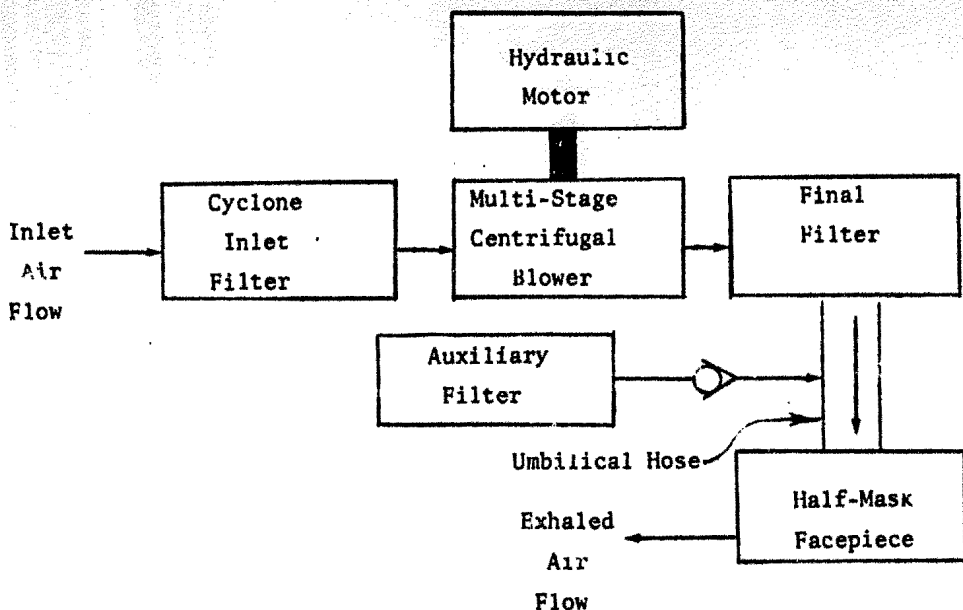 Hydraulic
Motor
Cyclone
Inlet
Filter
Multi-Stage
Centrifugal
Blower
Final
Filter
Inlet
Air
Flow
Auxiliary
Filter
Umbilical Hose
Half-Mask
Facepiece
Exhaled
Air
Flow